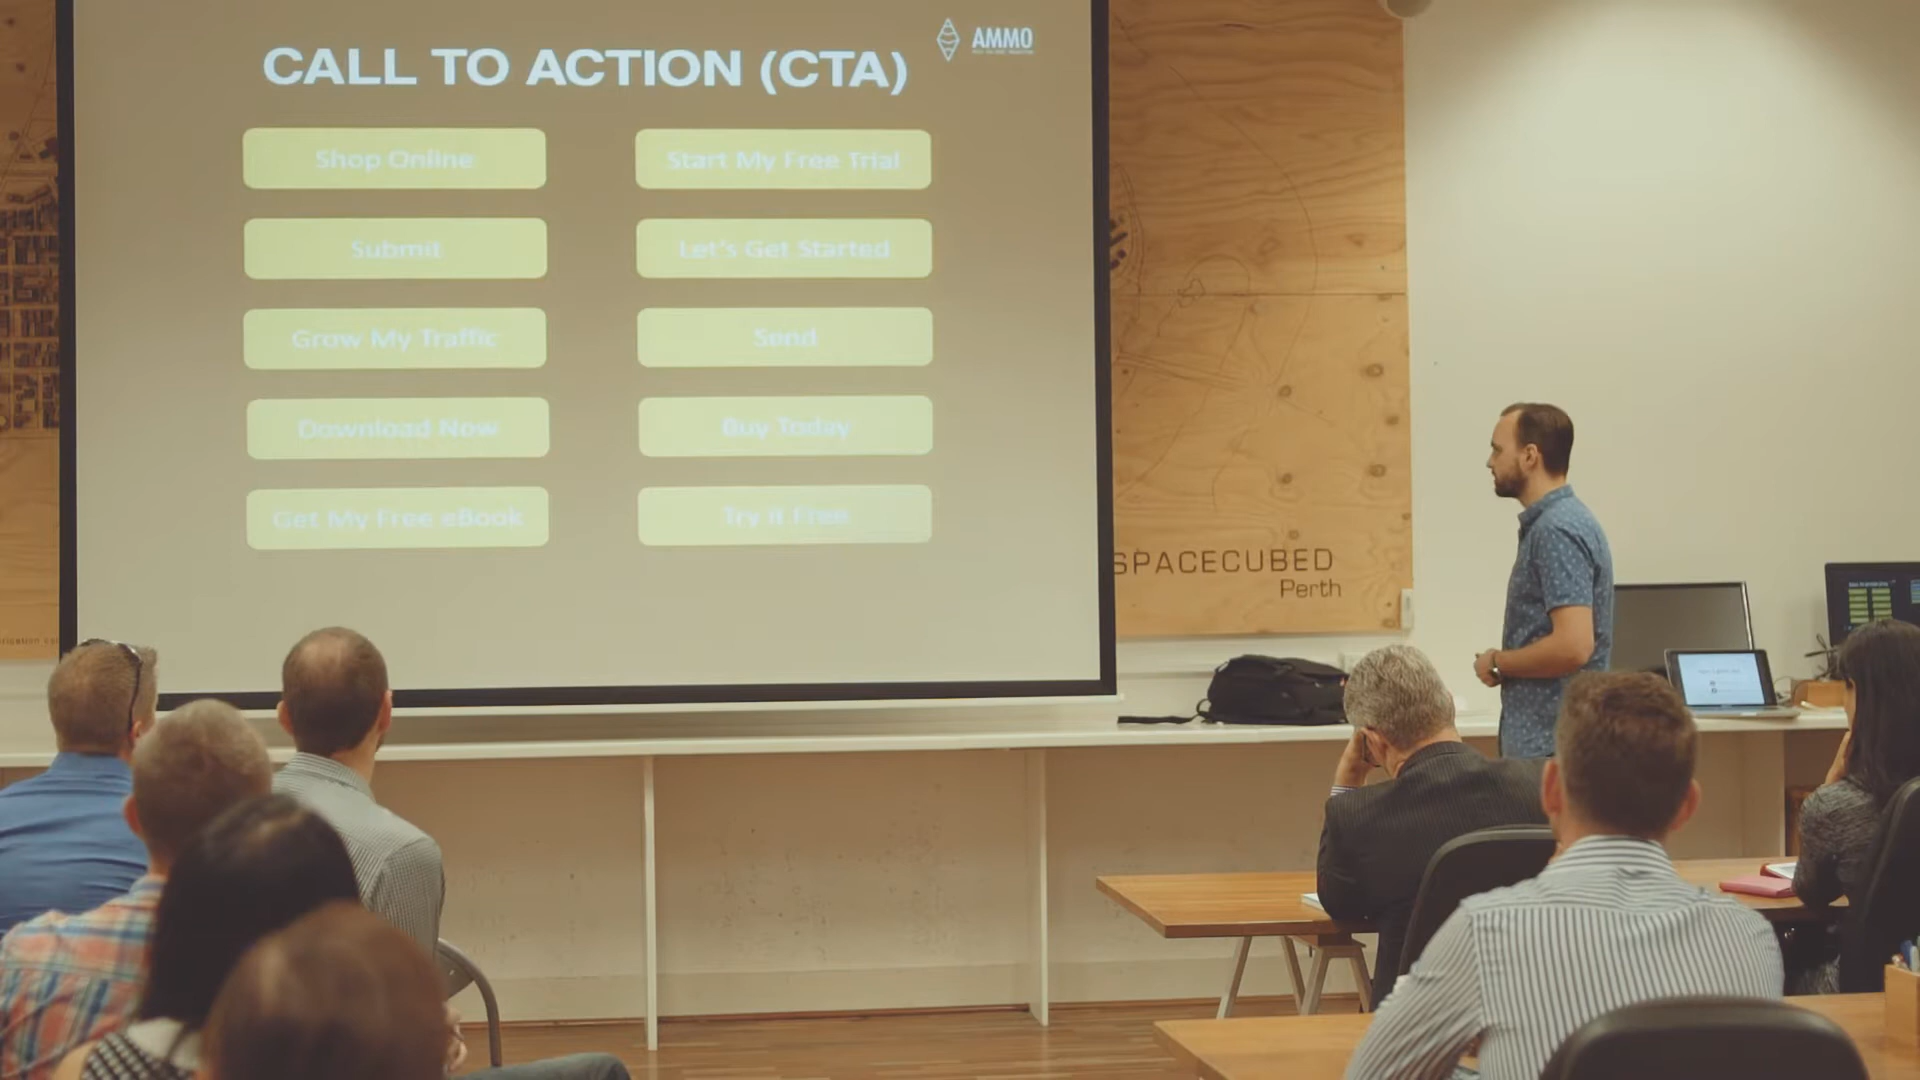 CALL TO ACTION (CTA)
AMMO
Shop Online
Start My Free Trial
Submit
Let's Get Started
Grow My Traffic
Send
Download Now
Buy Today
Get My Free eBook
Try It Free
SPACECUBED
Perth